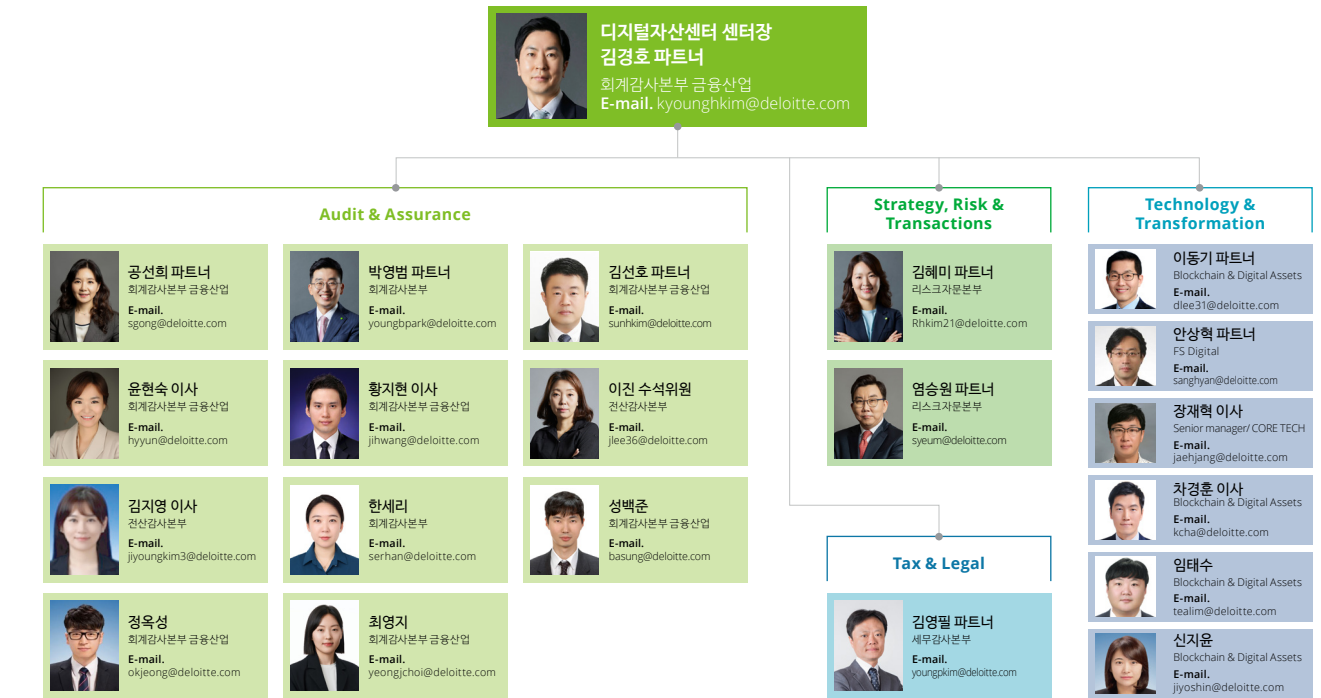 디지털자산센터 센터장
김경호 파트너
회계감사본부 금융산업
E-mail. kyounghkim@deloitte.com
Audit & Assurance
공선희 파트너
회계감사본부 금융산업
E-mail.
sgong@deloitte.com
박영범 파트너
회계감사본부
E-mail.
youngbpark@deloitte.com
김선호 파트너
회계감사본부 금융산업
E-mail.
sunhkim@deloitte.com
윤현숙 이사
회계감사본부 금융산업
E-mail.
hyyun@deloitte.com
황지현 이사
회계감사본부 금융산업
E-mail.
jihwang@deloitte.com
이진 수석위원
전산감사본부
E-mail.
jlee36@deloitte.com
김지영 이사
전산감사본부
E-mail.
jiyoungkim3@deloitte.com
한세리
회계감사본부
E-mail.
serhan@deloitte.com
성백준
회계감사본부 금융산업
E-mail.
basung@deloitte.com
정옥성
회계감사본부 금융산업
E-mail.
okjeong@deloitte.com
최영지
회계감사본부 금융산업
E-mail.
yeongjchoi@deloitte.com
Strategy, Risk &
Transactions
김혜미 파트너
리스크자문본부
E-mail.
Rhkim21@deloitte.com
염승원 파트너
리스크자문본부
E-mail.
syeum@deloitte.com
Tax & Legal
김영필 파트너
세무감사본부
E-mail.
youngpkim@deloitte.com
Technology &
Transformation
이동기 파트너
Blockchain & Digital Assets
E-mail.
dlee31@deloitte.com
안상혁 파트너
FS Digital
E-mail.
sanghyan@deloitte.com
장재혁 이사
Senior manager/ CORE TECH
E-mail.
jaehjang@deloitte.com
차경훈 이사
Blockchain & Digital Assets
E-mail.
kcha@deloitte.com
임태수
Blockchain & Digital Assets
E-mail.
tealim@deloitte.com
신지윤
Blockchain & Digital Assets
E-mail.
jiyoshin@deloitte.com